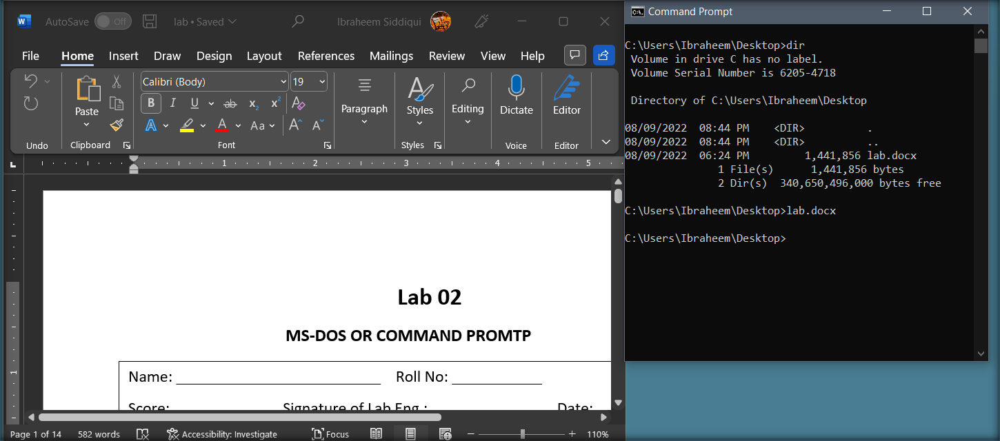 AutoSave Off lab • Saved Ibraheem Siddiqui
File Home Insert Draw Design Layout References Mailings Review View Help
Paste
Calibri (Body) 19
B I U ab x₂ x² A
A A Aa A A
Paragraph
Styles
Editing
Dictate
Editor
Undo Clipboard Font Styles Voice Editor
L 1 2 3 4 5
Lab 02
MS-DOS OR COMMAND PROMTP
Name: ____________________ Roll No: ____________
Score: Signature of Lab Eng.: Date:
1
Page 1 of 14 582 words Accessibility: Investigate Focus 110%
C:\. Command Prompt
C:\Users\Ibraheem\Desktop>dir
Volume in drive C has no label.
Volume Serial Number is 6205-4718
Directory of C:\Users\Ibraheem\Desktop
08/09/2022 08:44 PM <DIR> .
08/09/2022 08:44 PM <DIR> ..
08/09/2022 06:24 PM 1,441,856 lab.docx
1 File(s) 1,441,856 bytes
2 Dir(s) 340,650,496,000 bytes free
C:\Users\Ibraheem\Desktop>lab.docx
C:\Users\Ibraheem\Desktop>